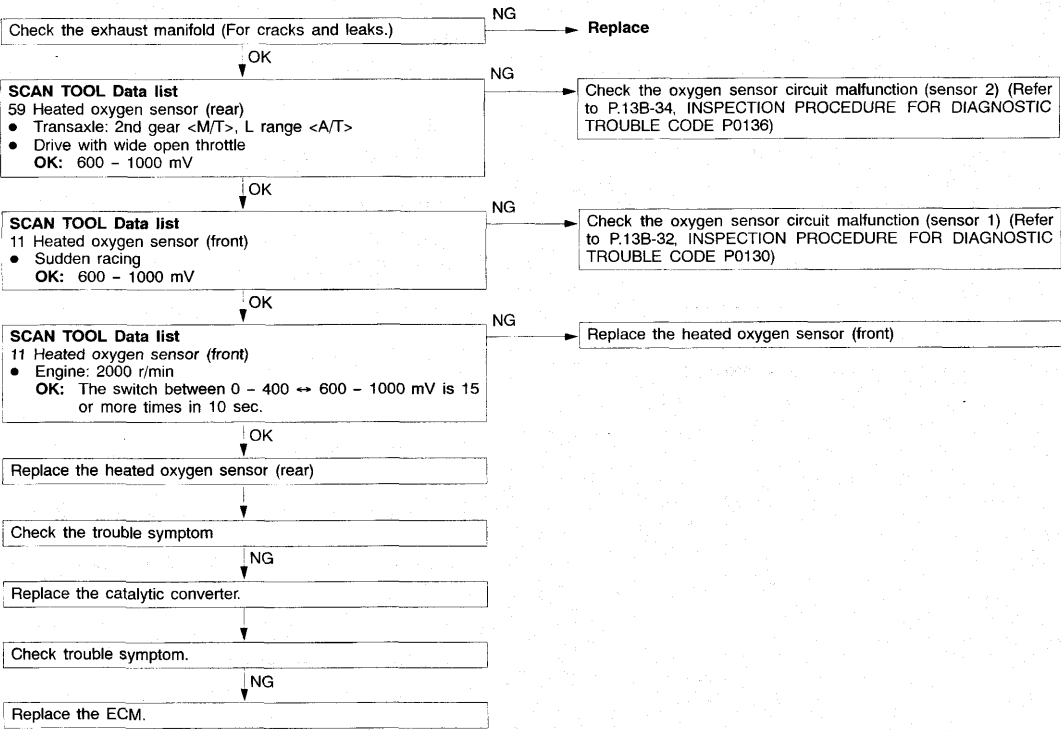 Check the exhaust manifold (For cracks and leaks.)
NG
Replace
OK
SCAN TOOL Data list
59 Heated oxygen sensor (rear)
● Transaxle: 2nd gear <M/T>, L range <A/T>
● Drive with wide open throttle
OK: 600 – 1000 mV
NG
Check the oxygen sensor circuit malfunction (sensor 2) (Refer
to P.13B-34, INSPECTION PROCEDURE FOR DIAGNOSTIC
TROUBLE CODE P0136)
OK
SCAN TOOL Data list
11 Heated oxygen sensor (front)
● Sudden racing
OK: 600 – 1000 mV
NG
Check the oxygen sensor circuit malfunction (sensor 1) (Refer
to P.13B-32, INSPECTION PROCEDURE FOR DIAGNOSTIC
TROUBLE CODE P0130)
OK
SCAN TOOL Data list
11 Heated oxygen sensor (front)
● Engine: 2000 r/min
OK: The switch between 0 – 400 ↔ 600 – 1000 mV is 15
or more times in 10 sec.
NG
Replace the heated oxygen sensor (front)
OK
Replace the heated oxygen sensor (rear)
Check the trouble symptom
NG
Replace the catalytic converter.
Check trouble symptom.
NG
Replace the ECM.